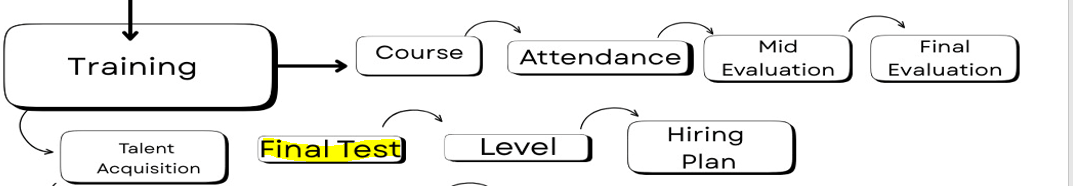 Training
Course
Attendance
Mid
Evaluation
Final
Evaluation
Talent
Acquisition
Final Test
Level
Hiring
Plan